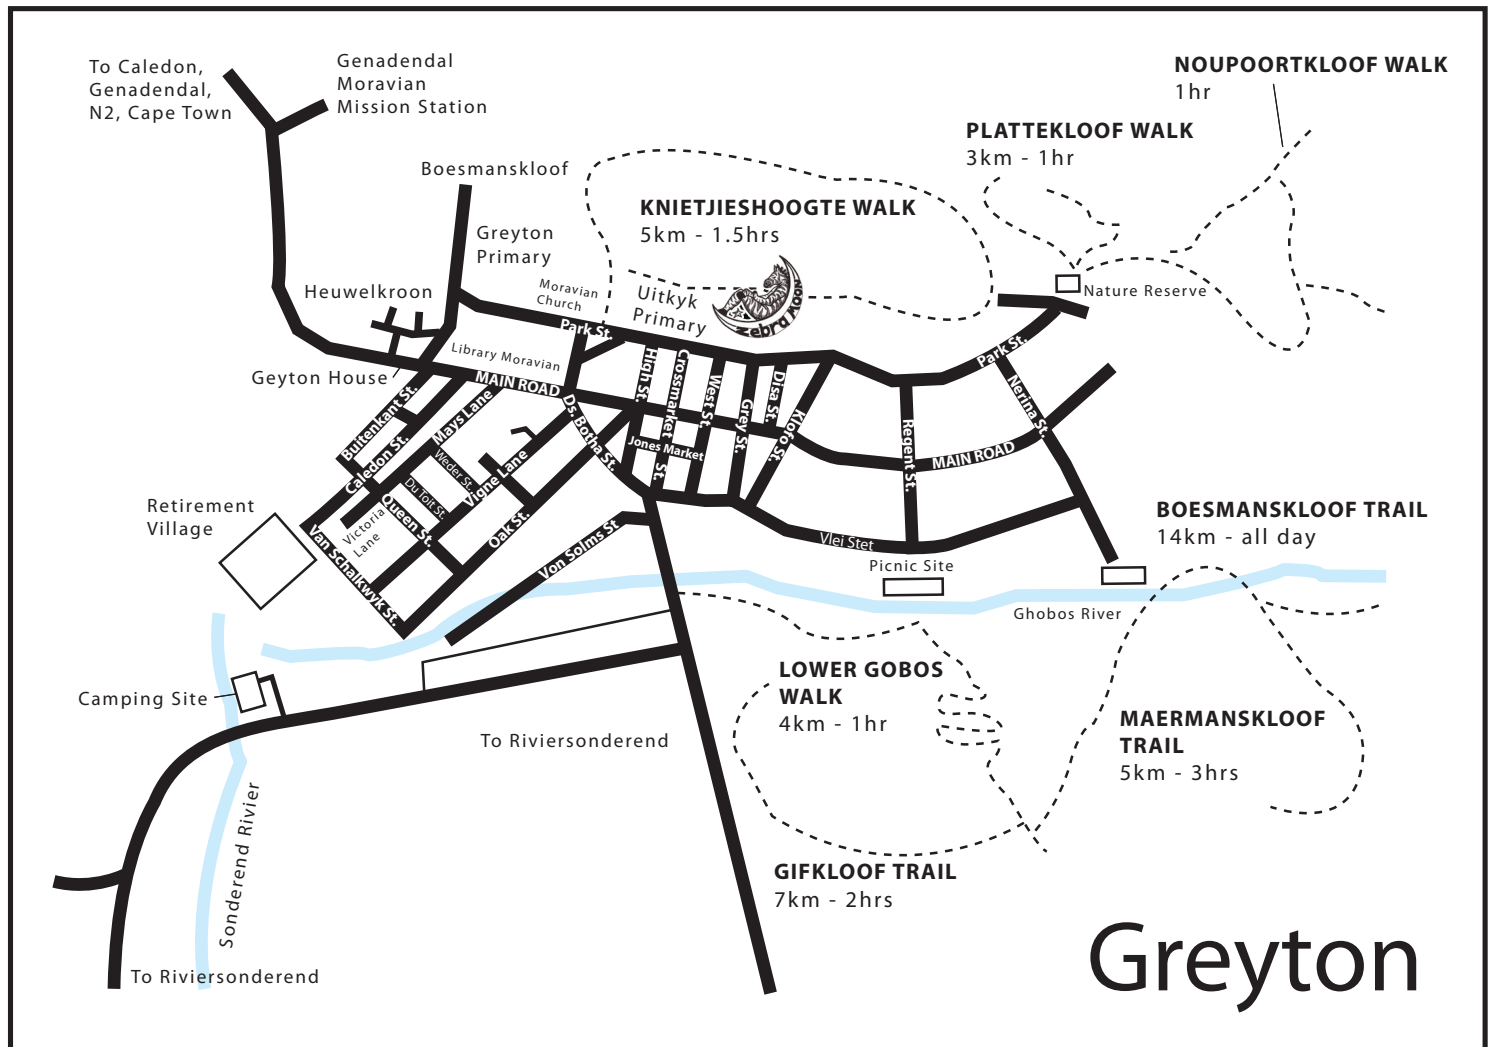 To Caledon,
Genadendal,
N2, Cape Town
Genadendal
Moravian
Mission Station
NOUPOORTKLOOF WALK
1hr
PLATTEKLOOF WALK
3km - 1hr
Boesmanskloof
KNIETJIESHOOGTE WALK
5km - 1.5hrs
Greyton
Primary
Heuwelkroon
Moravian
Church
Uitkyk
Primary
Zebra Moon
Nature Reserve
Park St.
Park St.
Library Moravian
Geyton House
MAIN ROAD
High St.
Crossmarket St.
West St.
Grey St.
Disa St.
Klofo St.
Nerina St.
Regent St.
MAIN ROAD
Buitenkant St.
Caledon St.
Mays Lane
Ds. Botha St.
Jones Market
Weder St.
Vigne Lane
Du Toit St.
Queen St.
Victoria
Lane
Oak St.
Retirement
Village
Van Schalkwyk St.
Von Solms St
Vlei Stet
Picnic Site
BOESMANSKLOOF TRAIL
14km - all day
Ghobos River
Camping Site
LOWER GOBOS
WALK
4km - 1hr
MAERMANSKLOOF
TRAIL
5km - 3hrs
To Riviersonderend
Sonderend Rivier
GIFKLOOF TRAIL
7km - 2hrs
To Riviersonderend
Greyton